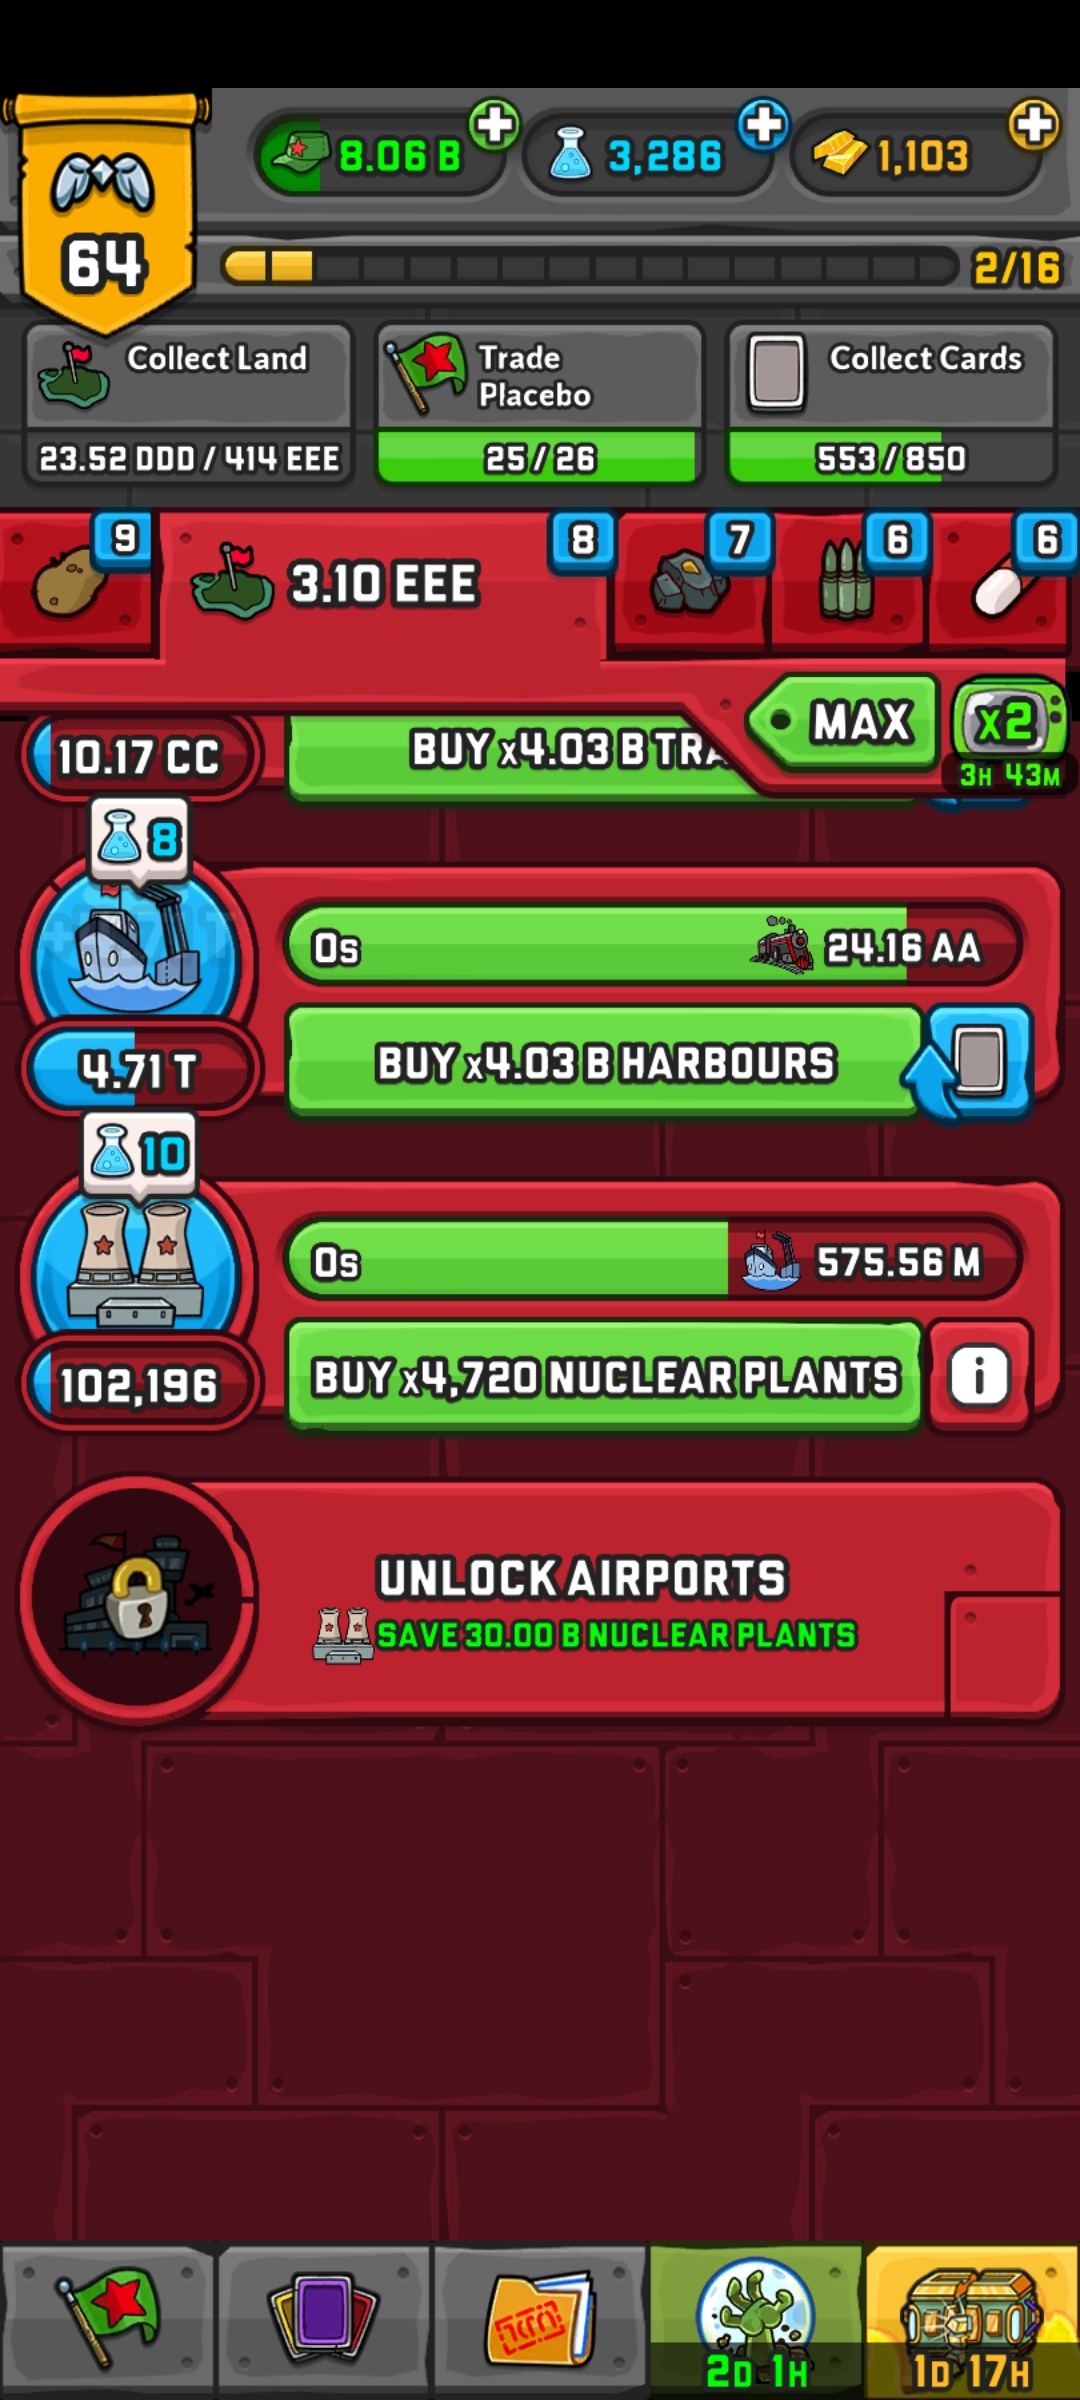 8.06 B
3,286
1,103
64
2/16
Collect Land
23.52 DDD / 414 EEE
Trade
Placebo
25 / 26
Collect Cards
553 / 850
9
3.10 EEE
8
7
6
6
MAX
x2
3H 43M
10.17 CC
BUY x4.03 B TRA
8
0s
24.16 AA
4.71 T
BUY x4.03 B HARBOURS
10
0s
575.56 M
102,196
BUY x4,720 NUCLEAR PLANTS
i
UNLOCK AIRPORTS
SAVE 30.00 B NUCLEAR PLANTS
2D 1H
1D 17H